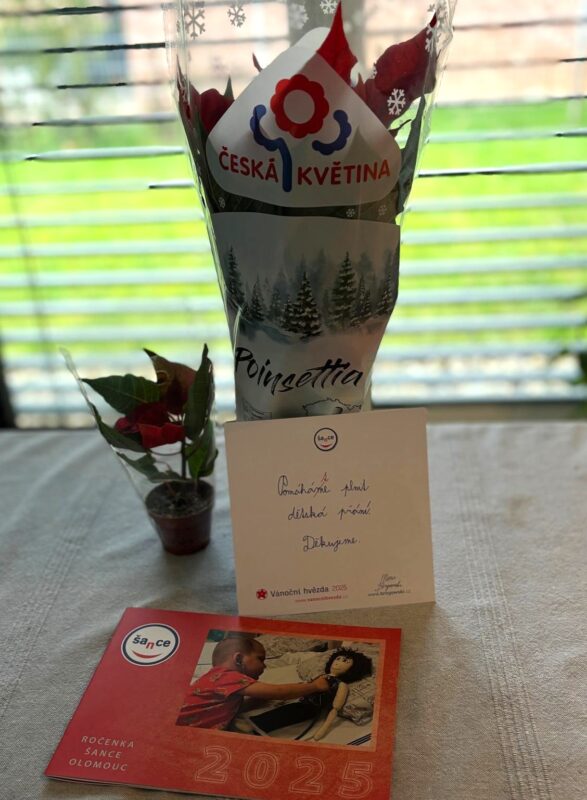 ČESKÁ KVĚTINA
Poinsettia
šance
Pomáháme plnit
dětská přání.
Děkujeme.
Vánoční hvězda 2025
šance
ROČENKA
ŠANCE
OLOMOUC
2025